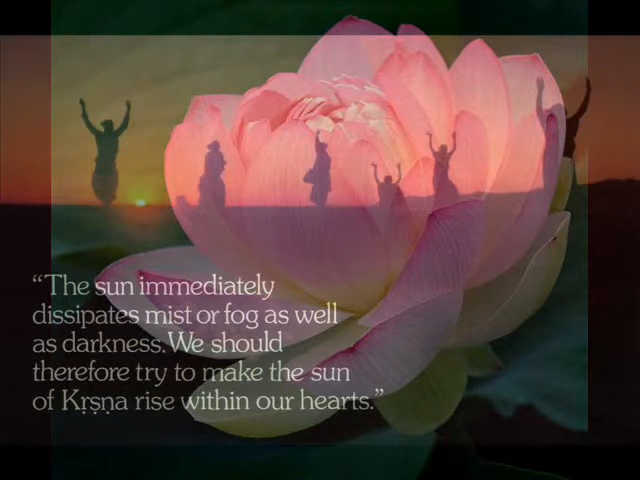 “The sun immediately
dissipates mist or fog as well
as darkness. We should
therefore try to make the sun
of Kṛṣṇa rise within our hearts.”